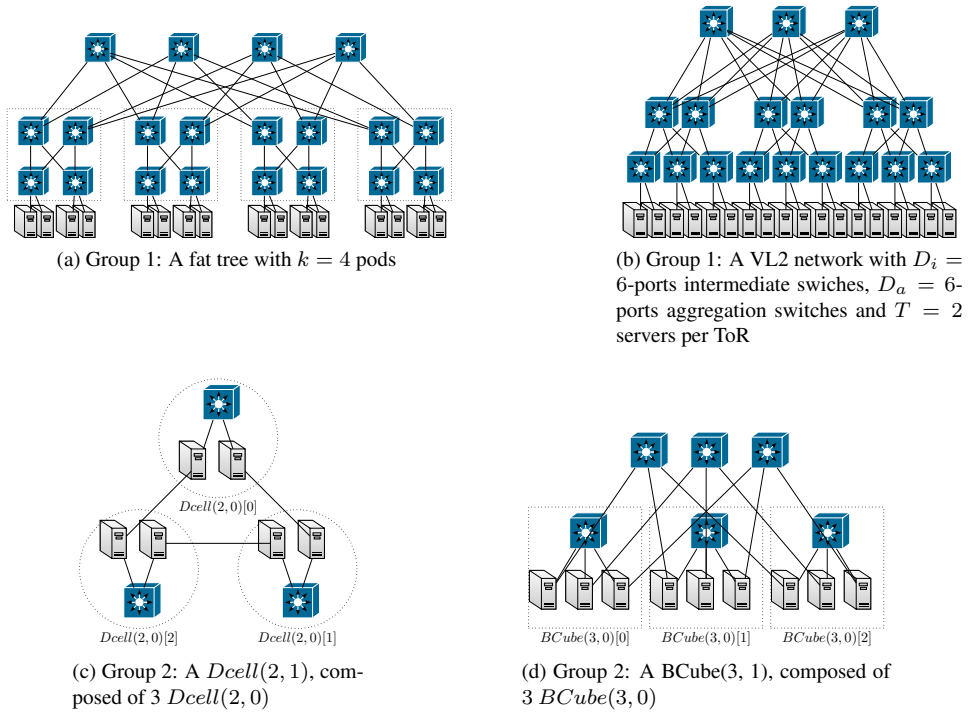 (a) Group 1: A fat tree with k = 4 pods
(b) Group 1: A VL2 network with D_i =
6-ports intermediate swiches, D_a = 6-
ports aggregation switches and T = 2
servers per ToR
Dcell(2, 0)[0]
Dcell(2, 0)[2]
Dcell(2, 0)[1]
(c) Group 2: A Dcell(2, 1), com-
posed of 3 Dcell(2, 0)
BCube(3, 0)[0]
BCube(3, 0)[1]
BCube(3, 0)[2]
(d) Group 2: A BCube(3, 1), composed of
3 BCube(3, 0)